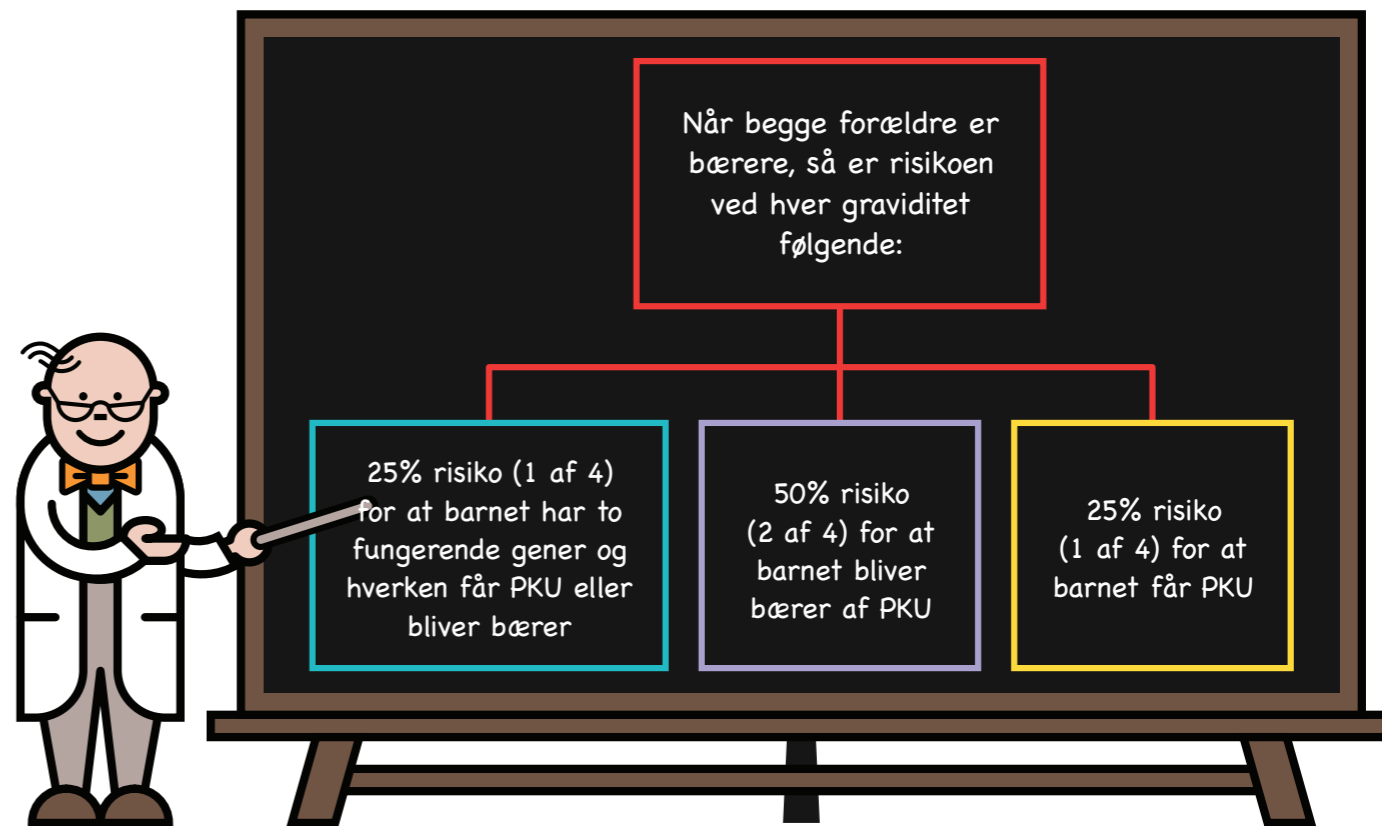 Når begge forældre er
bærere, så er risikoen
ved hver graviditet
følgende:
25% risiko (1 af 4)
for at barnet har to
fungerende gener og
hverken får PKU eller
bliver bærer
50% risiko
(2 af 4) for at
barnet bliver
bærer af PKU
25% risiko
(1 af 4) for at
barnet får PKU